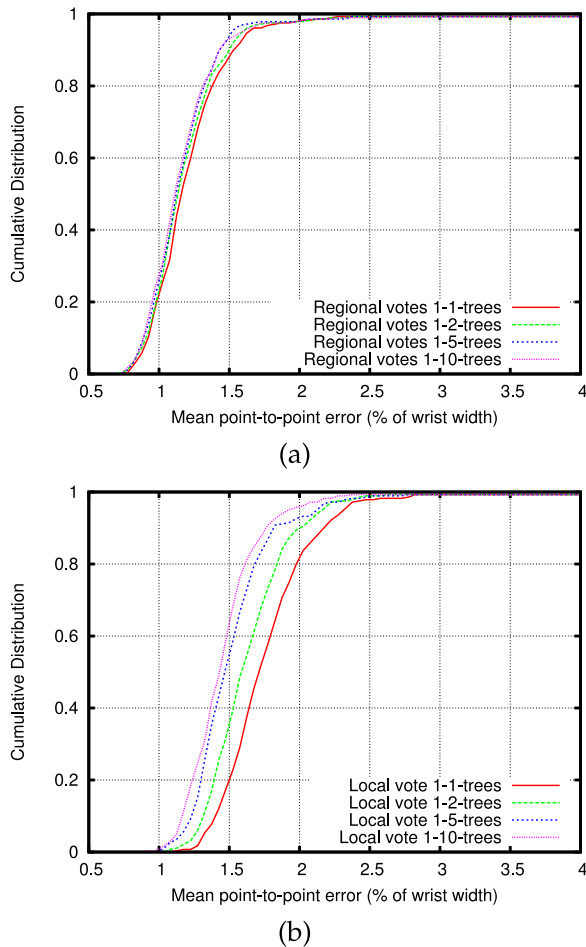 1
0.8
0.6
0.4
0.2
0
Cumulative Distribution
Regional votes 1-1-trees
Regional votes 1-2-trees
Regional votes 1-5-trees
Regional votes 1-10-trees
0.5 1 1.5 2 2.5 3 3.5 4
Mean point-to-point error (% of wrist width)
(a)
1
0.8
0.6
0.4
0.2
0
Cumulative Distribution
Local vote 1-1-trees
Local vote 1-2-trees
Local vote 1-5-trees
Local vote 1-10-trees
0.5 1 1.5 2 2.5 3 3.5 4
Mean point-to-point error (% of wrist width)
(b)